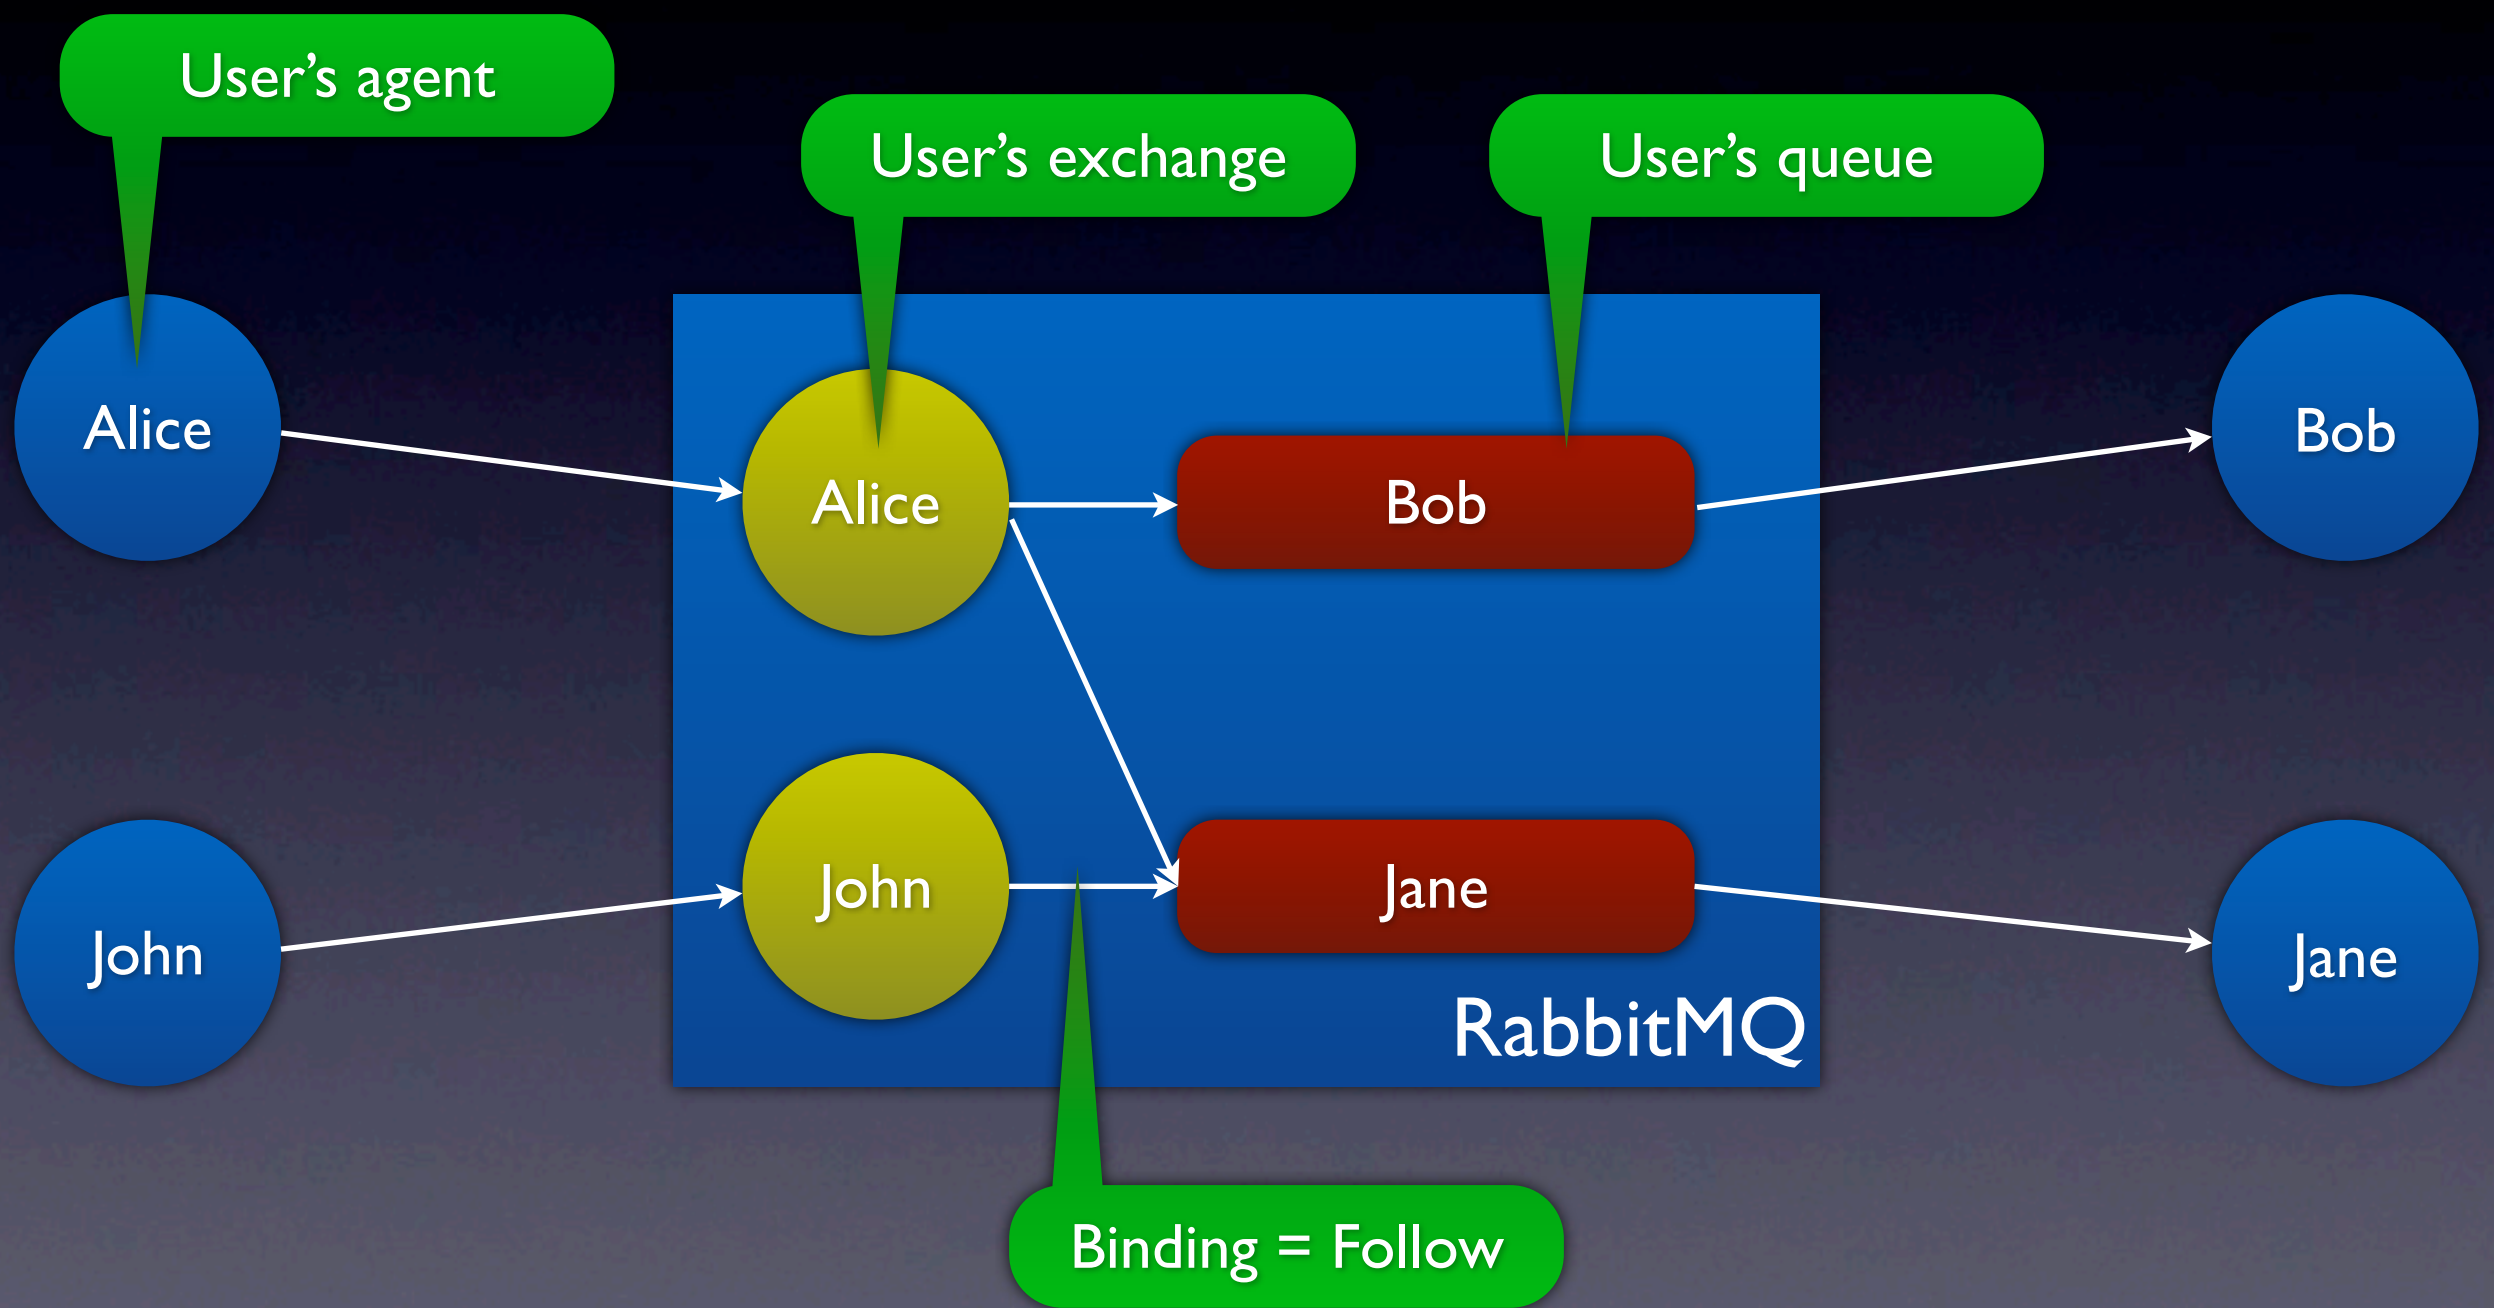 User's agent
User's exchange
User's queue
Alice
Alice
Bob
Bob
John
John
Jane
Jane
RabbitMQ
Binding = Follow